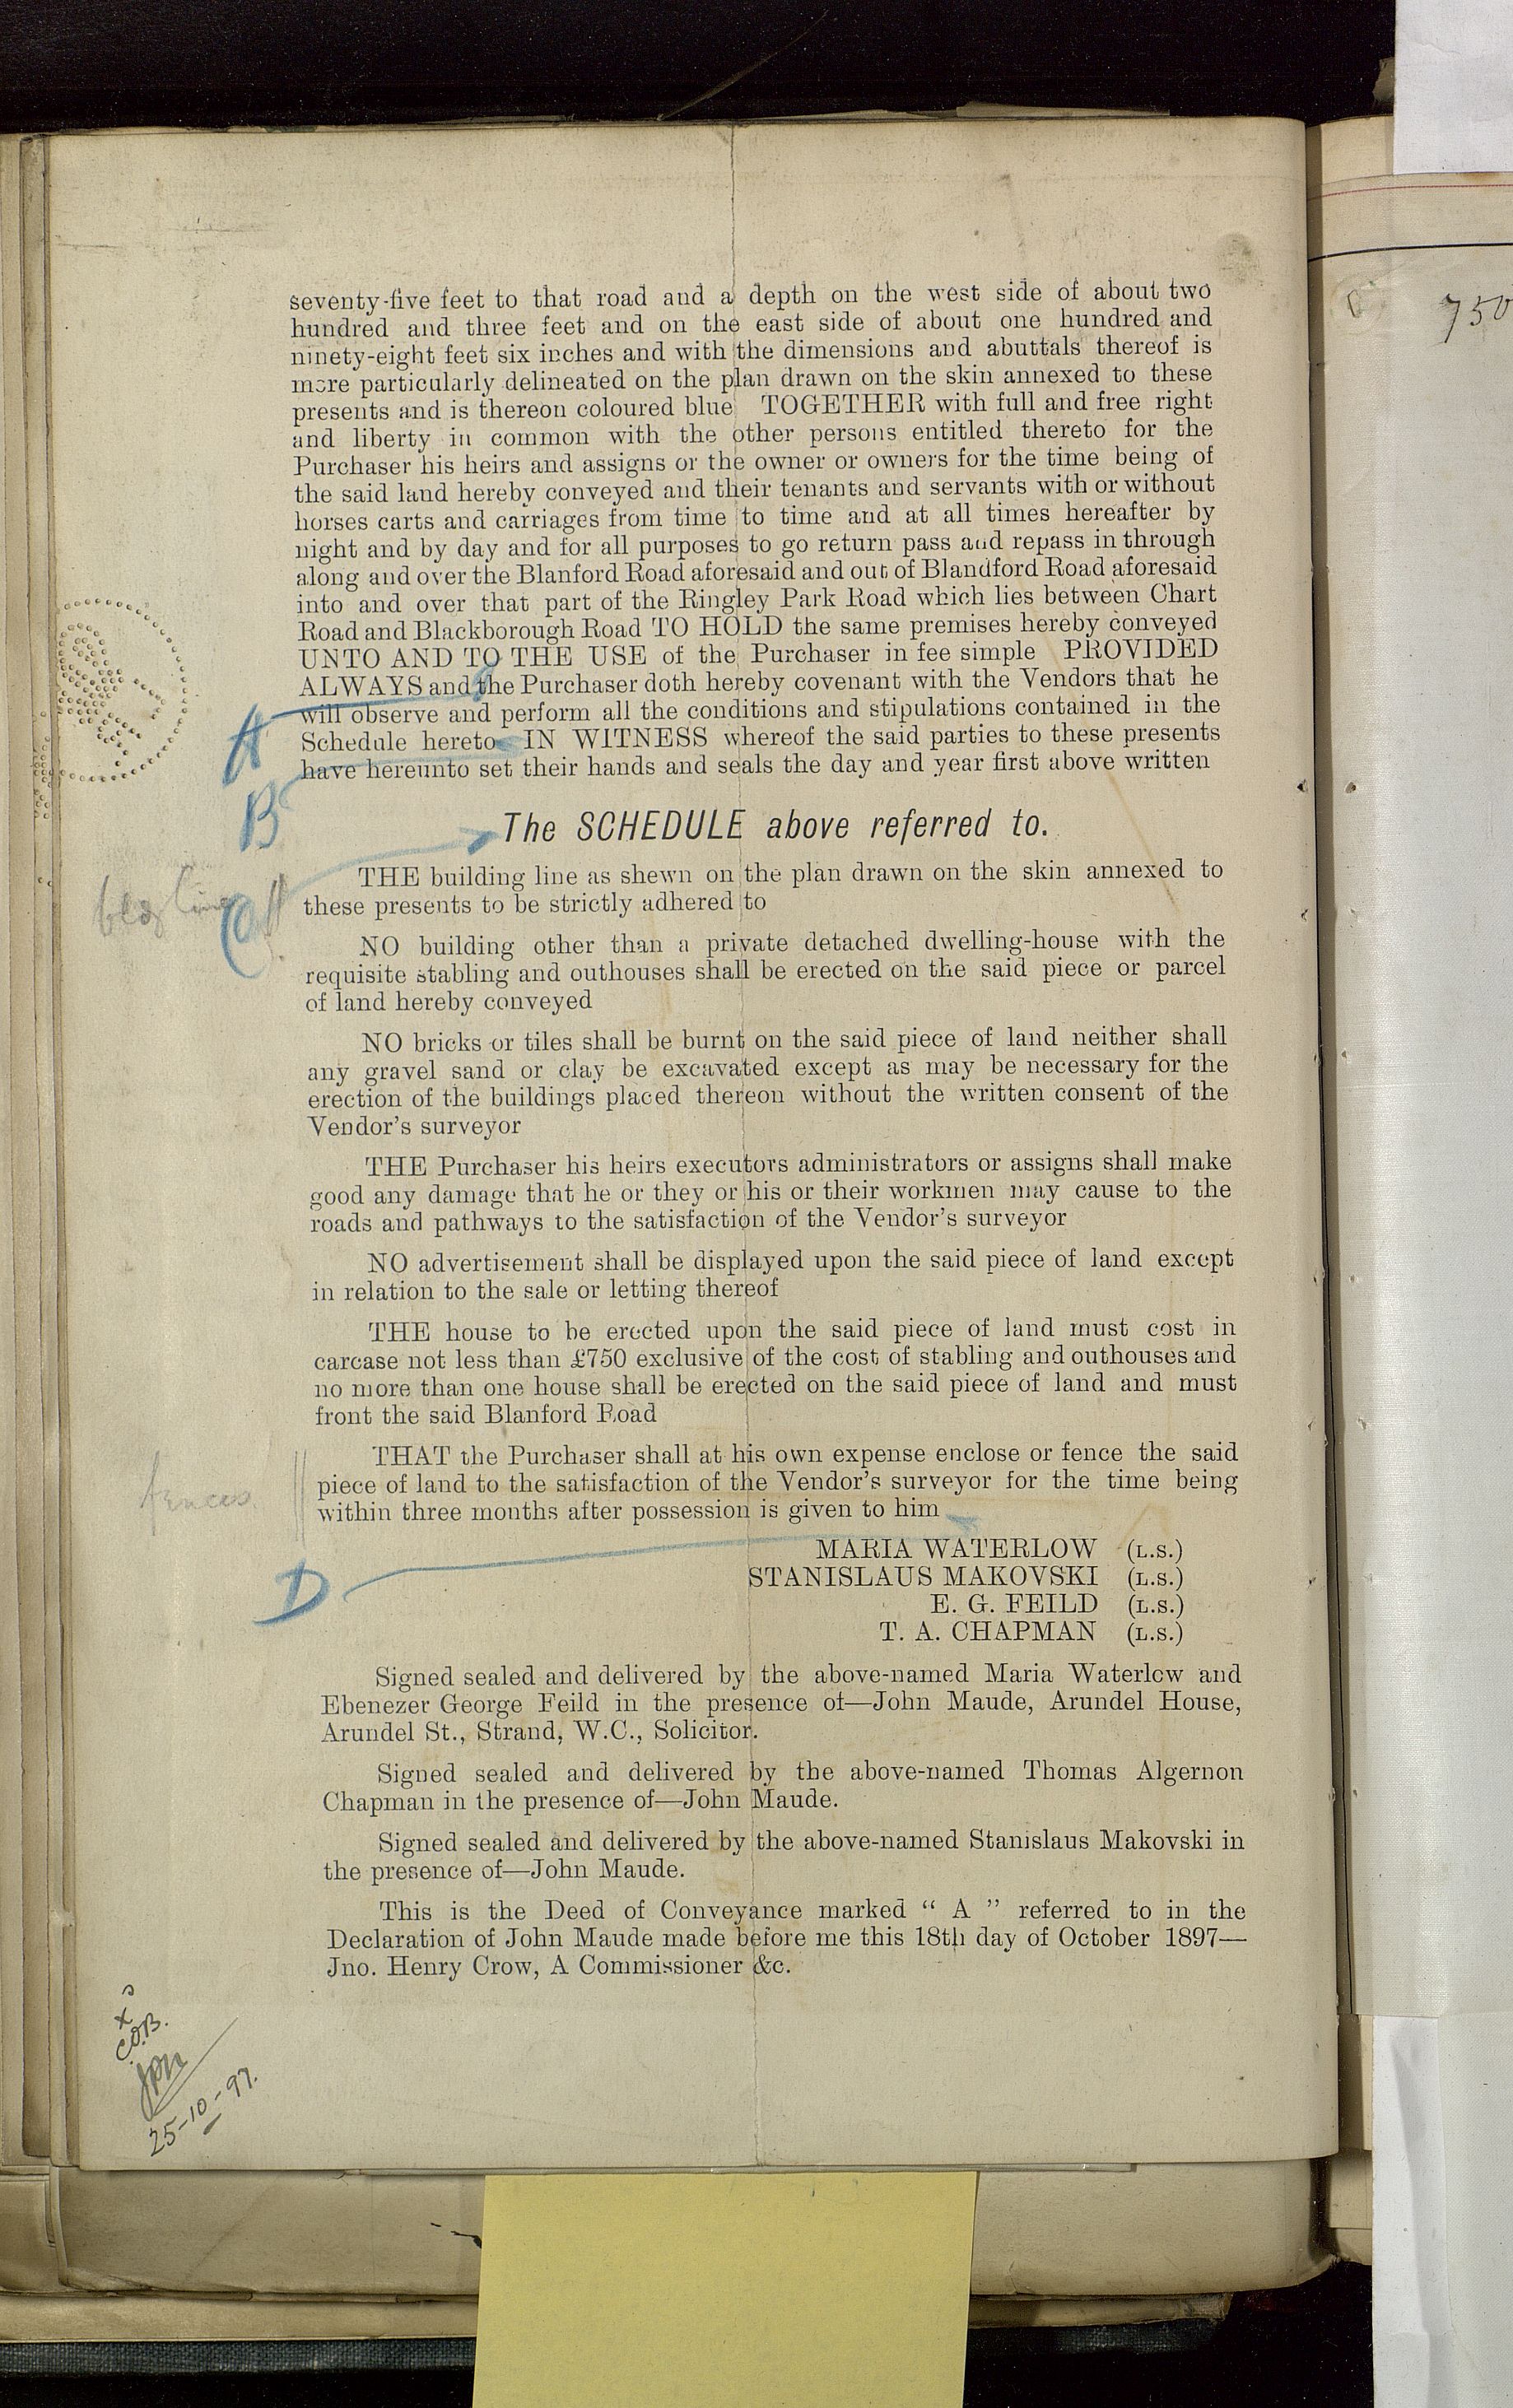 seventy-five feet to that road and a depth on the west side of about two
hundred and three feet and on the east side of about one hundred and
ninety-eight feet six inches and with the dimensions and abuttals thereof is
more particularly delineated on the plan drawn on the skin annexed to these
presents and is thereon coloured blue TOGETHER with full and free right
and liberty in common with the other persons entitled thereto for the
Purchaser his heirs and assigns or the owner or owners for the time being of
the said land hereby conveyed and their tenants and servants with or without
horses carts and carriages from time to time and at all times hereafter by
night and by day and for all purposes to go return pass and repass in through
along and over the Blanford Road aforesaid and out of Blandford Road aforesaid
into and over that part of the Ringley Park Road which lies between Chart
Road and Blackborough Road TO HOLD the same premises hereby conveyed
UNTO AND TO THE USE of the Purchaser in fee simple PROVIDED
ALWAYS and the Purchaser doth hereby covenant with the Vendors that he
will observe and perform all the conditions and stipulations contained in the
Schedule hereto IN WITNESS whereof the said parties to these presents
have hereunto set their hands and seals the day and year first above written
A
B
The SCHEDULE above referred to.
THE building line as shewn on the plan drawn on the skin annexed to
these presents to be strictly adhered to
bldg line
C
NO building other than a private detached dwelling-house with the
requisite stabling and outhouses shall be erected on the said piece or parcel
of land hereby conveyed
NO bricks or tiles shall be burnt on the said piece of land neither shall
any gravel sand or clay be excavated except as may be necessary for the
erection of the buildings placed thereon without the written consent of the
Vendor's surveyor
THE Purchaser his heirs executors administrators or assigns shall make
good any damage that he or they or his or their workmen may cause to the
roads and pathways to the satisfaction of the Vendor's surveyor
NO advertisement shall be displayed upon the said piece of land except
in relation to the sale or letting thereof
THE house to be erected upon the said piece of land must cost in
carcase not less than £750 exclusive of the cost of stabling and outhouses and
no more than one house shall be erected on the said piece of land and must
front the said Blanford Road
THAT the Purchaser shall at his own expense enclose or fence the said
piece of land to the satisfaction of the Vendor's surveyor for the time being
within three months after possession is given to him
fences
D
MARIA WATERLOW (L.S.)
STANISLAUS MAKOVSKI (L.S.)
E. G. FEILD (L.S.)
T. A. CHAPMAN (L.S.)
Signed sealed and delivered by the above-named Maria Waterlow and
Ebenezer George Feild in the presence of—John Maude, Arundel House,
Arundel St., Strand, W.C., Solicitor.
Signed sealed and delivered by the above-named Thomas Algernon
Chapman in the presence of—John Maude.
Signed sealed and delivered by the above-named Stanislaus Makovski in
the presence of—John Maude.
This is the Deed of Conveyance marked " A " referred to in the
Declaration of John Maude made before me this 18th day of October 1897—
Jno. Henry Crow, A Commissioner &c.
C.O.B.
25-10-97.
750